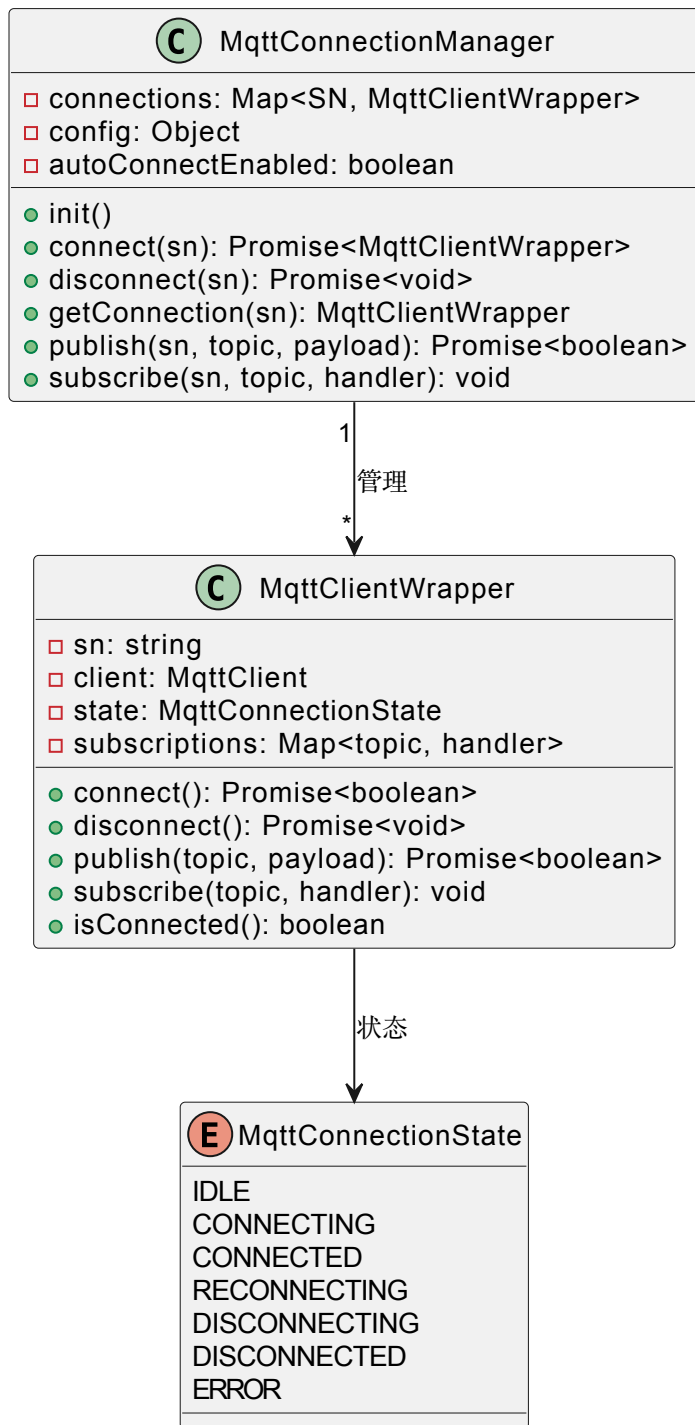 C MqttConnectionManager
connections: Map<SN, MqttClientWrapper>
config: Object
autoConnectEnabled: boolean
init()
connect(sn): Promise<MqttClientWrapper>
disconnect(sn): Promise<void>
getConnection(sn): MqttClientWrapper
publish(sn, topic, payload): Promise<boolean>
subscribe(sn, topic, handler): void
1
管理
*
C MqttClientWrapper
sn: string
client: MqttClient
state: MqttConnectionState
subscriptions: Map<topic, handler>
connect(): Promise<boolean>
disconnect(): Promise<void>
publish(topic, payload): Promise<boolean>
subscribe(topic, handler): void
isConnected(): boolean
状态
E MqttConnectionState
IDLE
CONNECTING
CONNECTED
RECONNECTING
DISCONNECTING
DISCONNECTED
ERROR